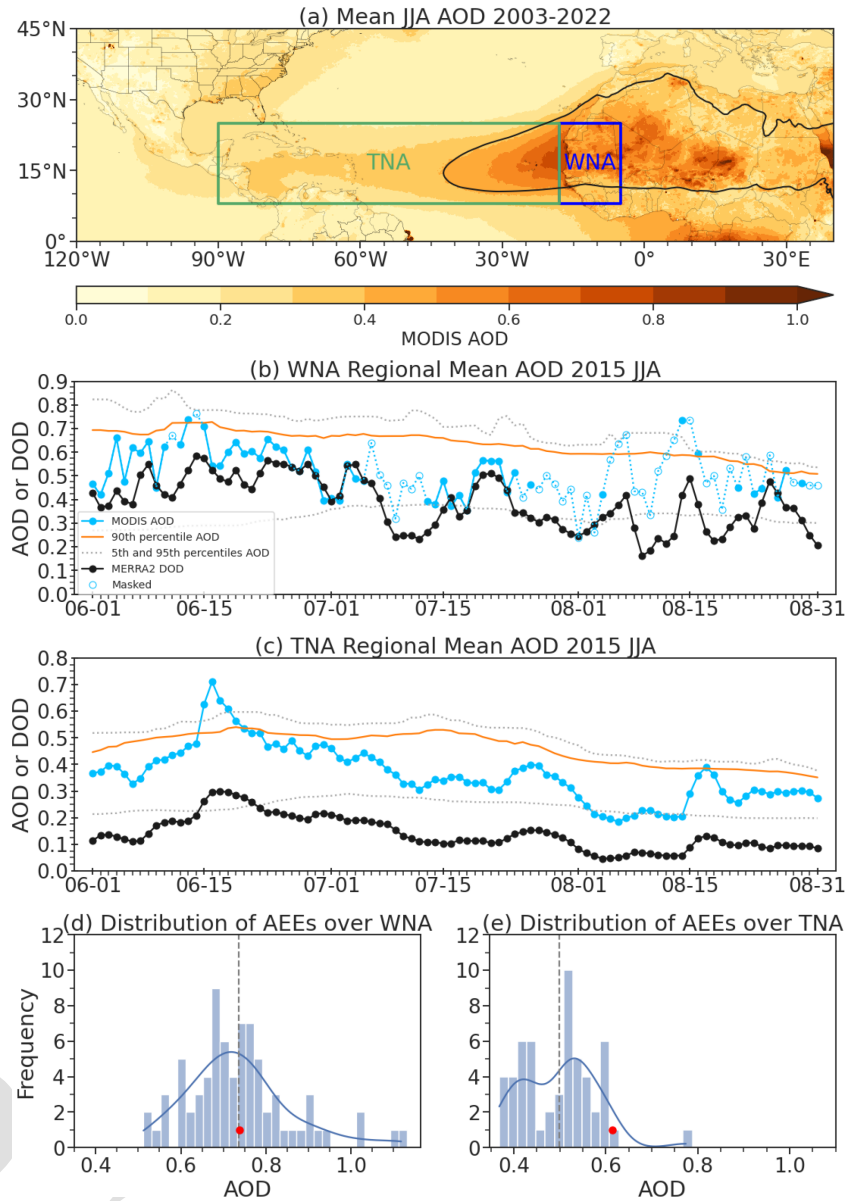 (a) Mean JJA AOD 2003-2022
45°N
30°N
15°N
0°
TNA
WNA
120°W 90°W 60°W 30°W 0° 30°E
0.0 0.2 0.4 0.6 0.8 1.0
MODIS AOD
(b) WNA Regional Mean AOD 2015 JJA
AOD or DOD
0.9
0.8
0.7
0.6
0.5
0.4
0.3
0.2
0.1
0.0
MODIS AOD
90th percentile AOD
5th and 95th percentiles AOD
MERRA2 DOD
Masked
06-01 06-15 07-01 07-15 08-01 08-15 08-31
(c) TNA Regional Mean AOD 2015 JJA
AOD or DOD
0.8
0.7
0.6
0.5
0.4
0.3
0.2
0.1
0.0
06-01 06-15 07-01 07-15 08-01 08-15 08-31
(d) Distribution of AEEs over WNA
Frequency
12
10
8
6
4
2
0
0.4 0.6 0.8 1.0
AOD
(e) Distribution of AEEs over TNA
12
10
8
6
4
2
0
0.4 0.6 0.8 1.0
AOD